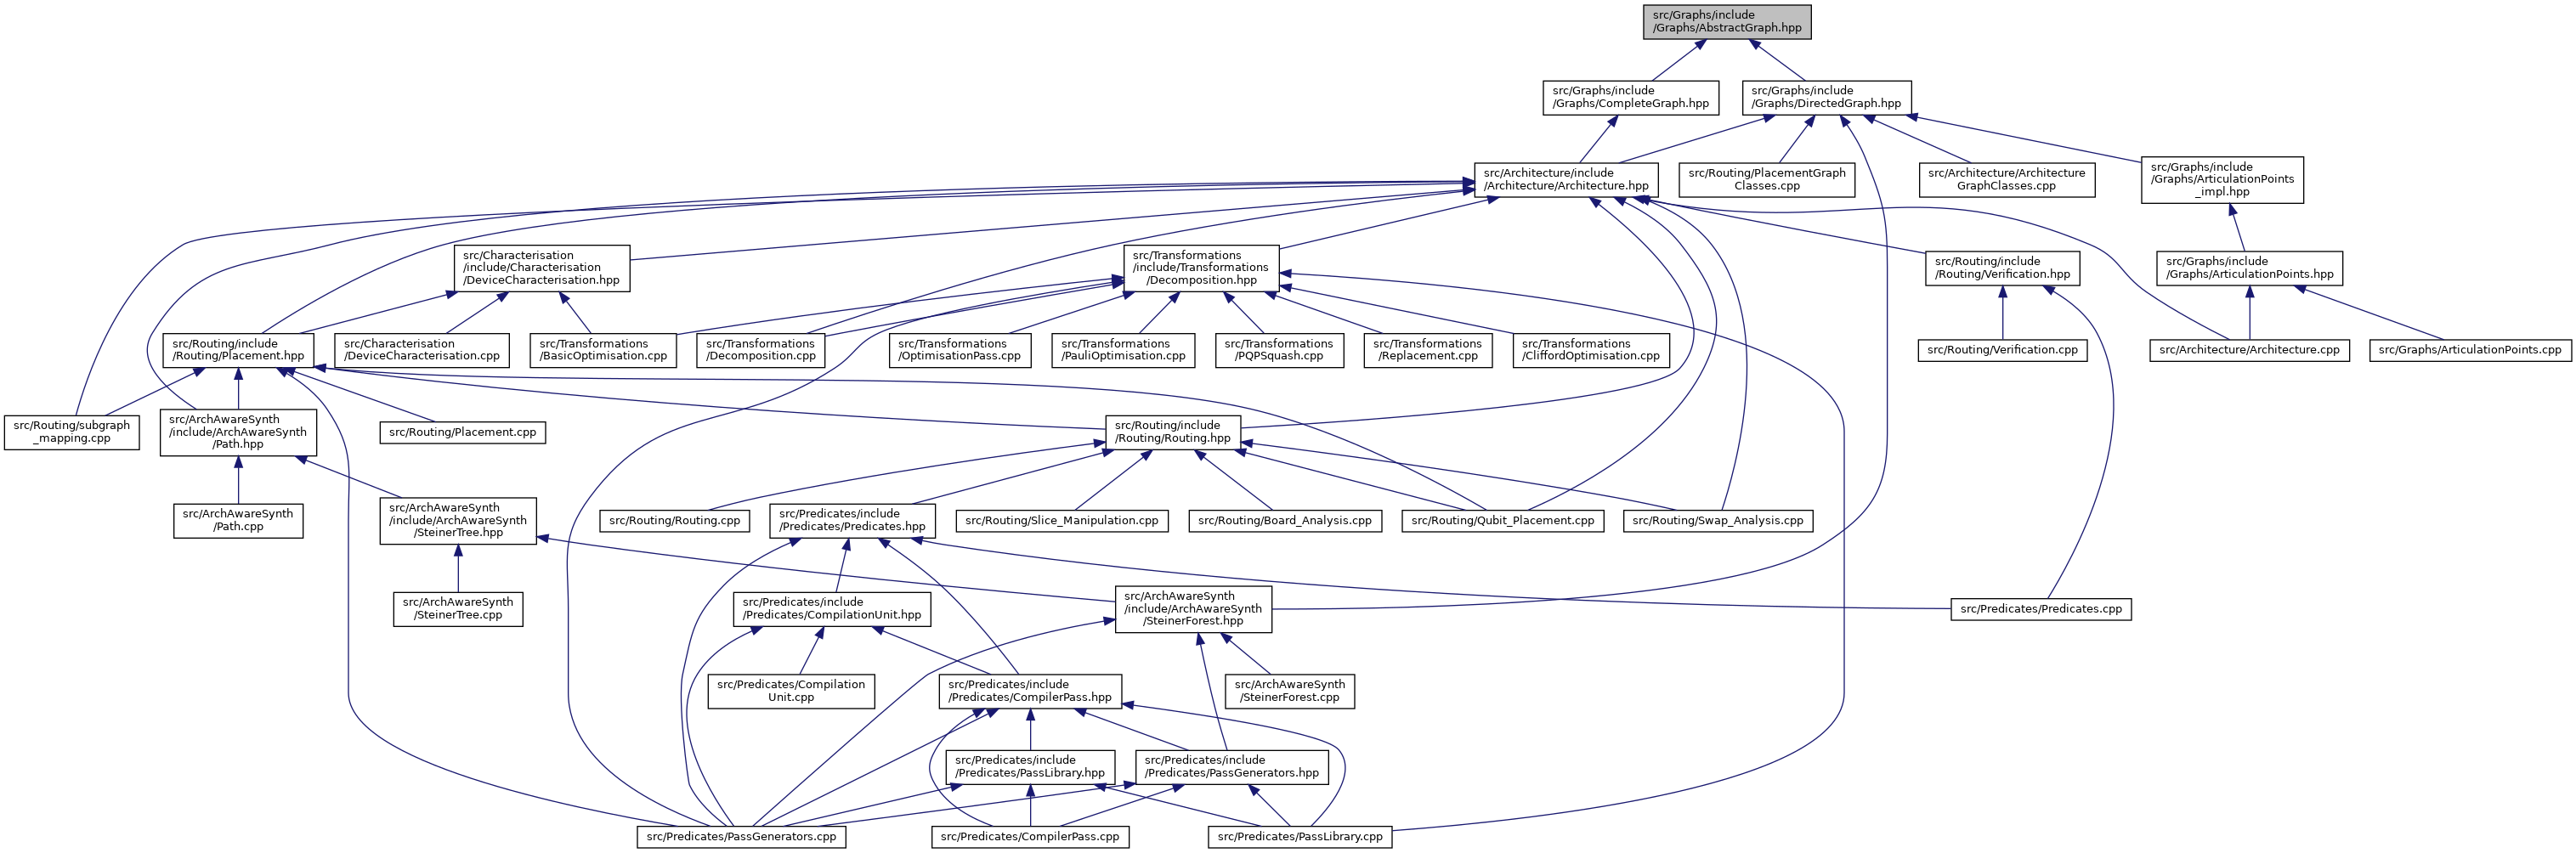 src/Graphs/include
/Graphs/AbstractGraph.hpp
src/Graphs/include
/Graphs/CompleteGraph.hpp
src/Graphs/include
/Graphs/DirectedGraph.hpp
src/Architecture/include
/Architecture/Architecture.hpp
src/Routing/PlacementGraph
Classes.cpp
src/Architecture/Architecture
GraphClasses.cpp
src/Graphs/include
/Graphs/ArticulationPoints
_impl.hpp
src/Characterisation
/include/Characterisation
/DeviceCharacterisation.hpp
src/Transformations
/include/Transformations
/Decomposition.hpp
src/Routing/include
/Routing/Verification.hpp
src/Graphs/include
/Graphs/ArticulationPoints.hpp
src/Routing/include
/Routing/Placement.hpp
src/Characterisation
/DeviceCharacterisation.cpp
src/Transformations
/BasicOptimisation.cpp
src/Transformations
/Decomposition.cpp
src/Transformations
/OptimisationPass.cpp
src/Transformations
/PauliOptimisation.cpp
src/Transformations
/PQPSquash.cpp
src/Transformations
/Replacement.cpp
src/Transformations
/CliffordOptimisation.cpp
src/Routing/Verification.cpp
src/Architecture/Architecture.cpp
src/Graphs/ArticulationPoints.cpp
src/Routing/subgraph
_mapping.cpp
src/ArchAwareSynth
/include/ArchAwareSynth
/Path.hpp
src/Routing/Placement.cpp
src/Routing/include
/Routing/Routing.hpp
src/ArchAwareSynth
/Path.cpp
src/ArchAwareSynth
/include/ArchAwareSynth
/SteinerTree.hpp
src/Routing/Routing.cpp
src/Predicates/include
/Predicates/Predicates.hpp
src/Routing/Slice_Manipulation.cpp
src/Routing/Board_Analysis.cpp
src/Routing/Qubit_Placement.cpp
src/Routing/Swap_Analysis.cpp
src/ArchAwareSynth
/SteinerTree.cpp
src/Predicates/include
/Predicates/CompilationUnit.hpp
src/ArchAwareSynth
/include/ArchAwareSynth
/SteinerForest.hpp
src/Predicates/Predicates.cpp
src/Predicates/Compilation
Unit.cpp
src/Predicates/include
/Predicates/CompilerPass.hpp
src/ArchAwareSynth
/SteinerForest.cpp
src/Predicates/include
/Predicates/PassLibrary.hpp
src/Predicates/include
/Predicates/PassGenerators.hpp
src/Predicates/PassGenerators.cpp
src/Predicates/CompilerPass.cpp
src/Predicates/PassLibrary.cpp